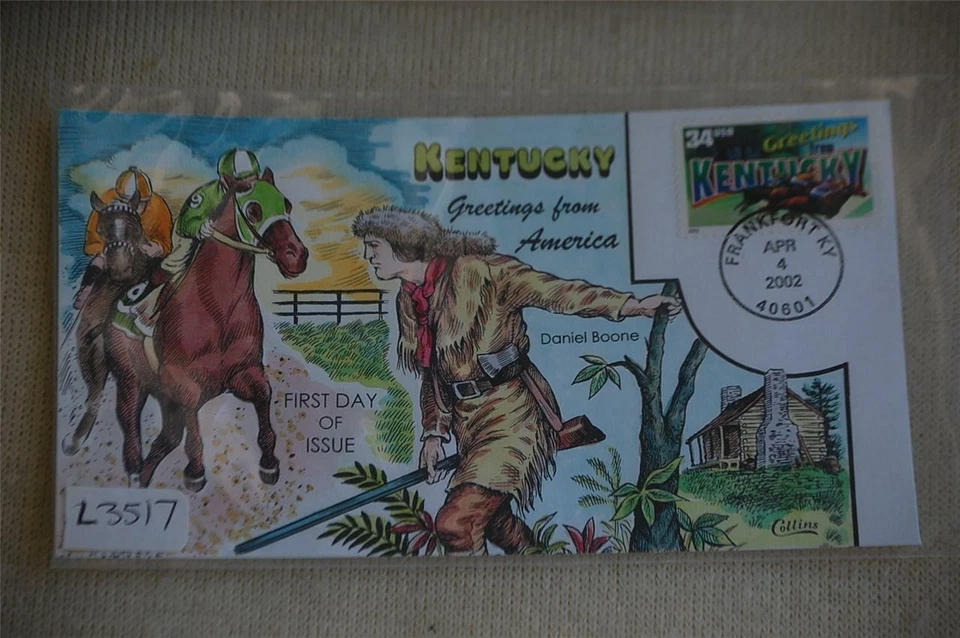 KENTUCKY
Greetings from
America
34 USA
Greetings
from
KENTUCKY
FRANKFORT KY
APR
4
2002
40601
Daniel Boone
FIRST DAY
OF
ISSUE
9
L3517
Collins